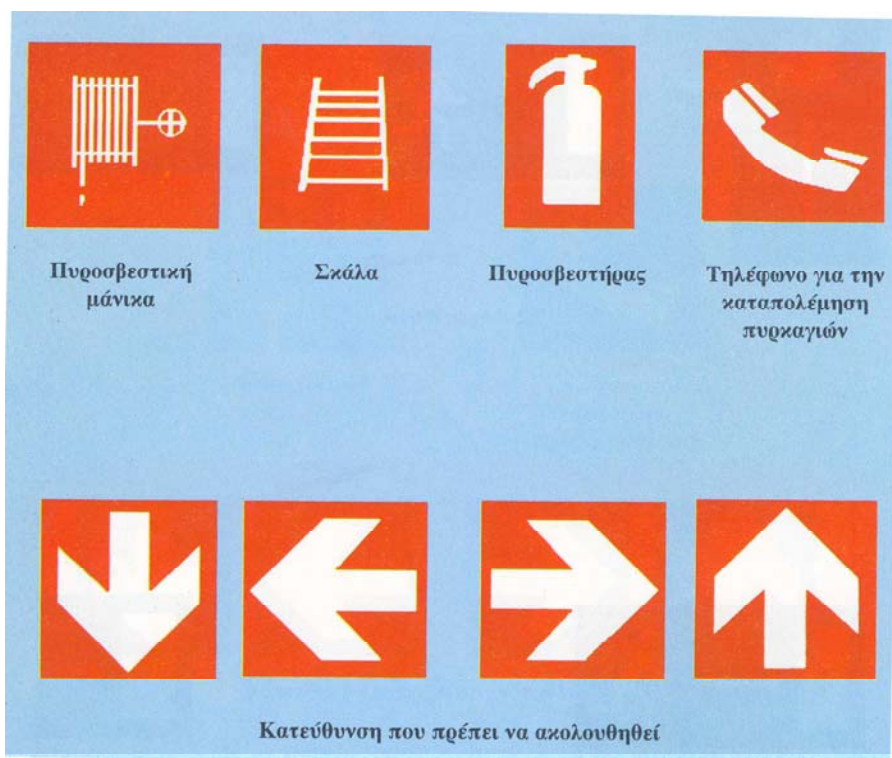 Πυροσβεστική
μάνικα
Σκάλα
Πυροσβεστήρας
Τηλέφωνο για την
καταπολέμηση
πυρκαγιών
Κατεύθυνση που πρέπει να ακολουθηθεί